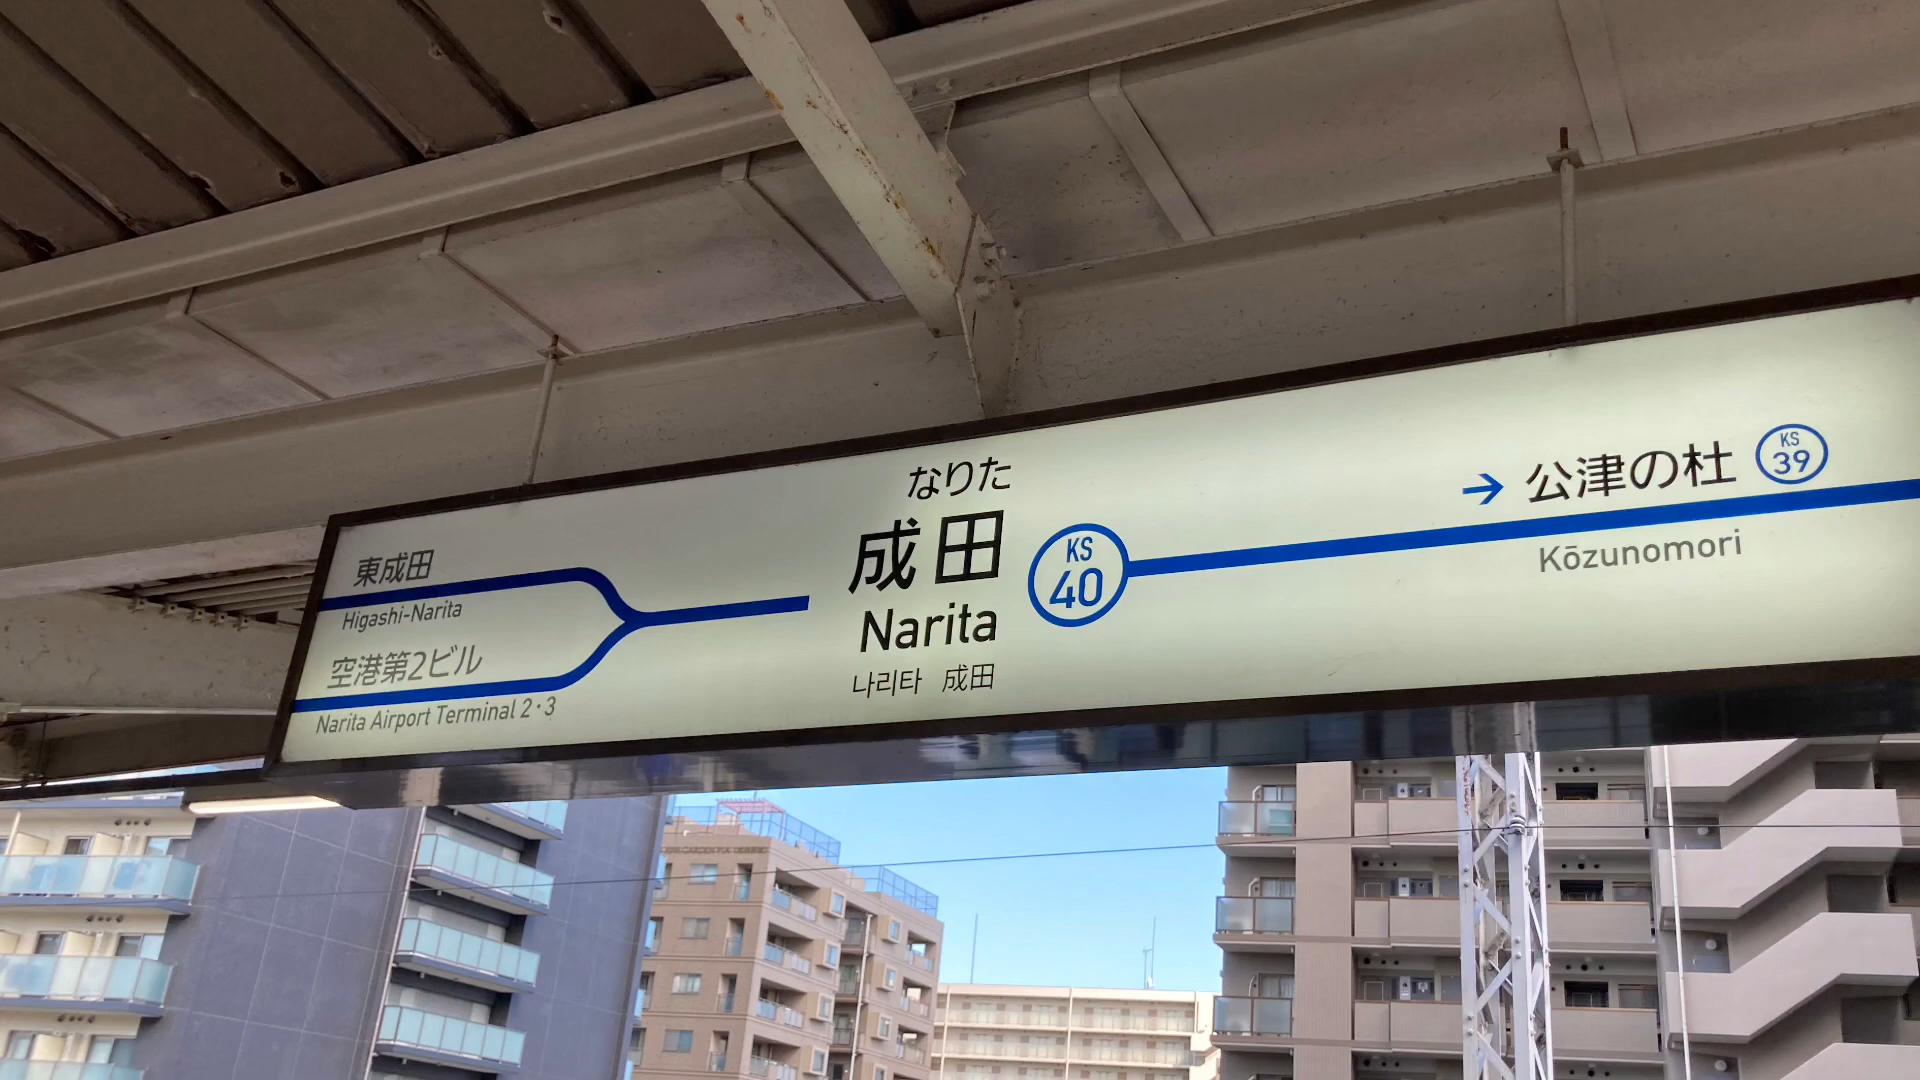 東成田
Higashi-Narita
空港第2ビル
Narita Airport Terminal 2・3
なりた
成田
Narita
나리타 成田
KS
40
→ 公津の杜
KS
39
Kōzunomori